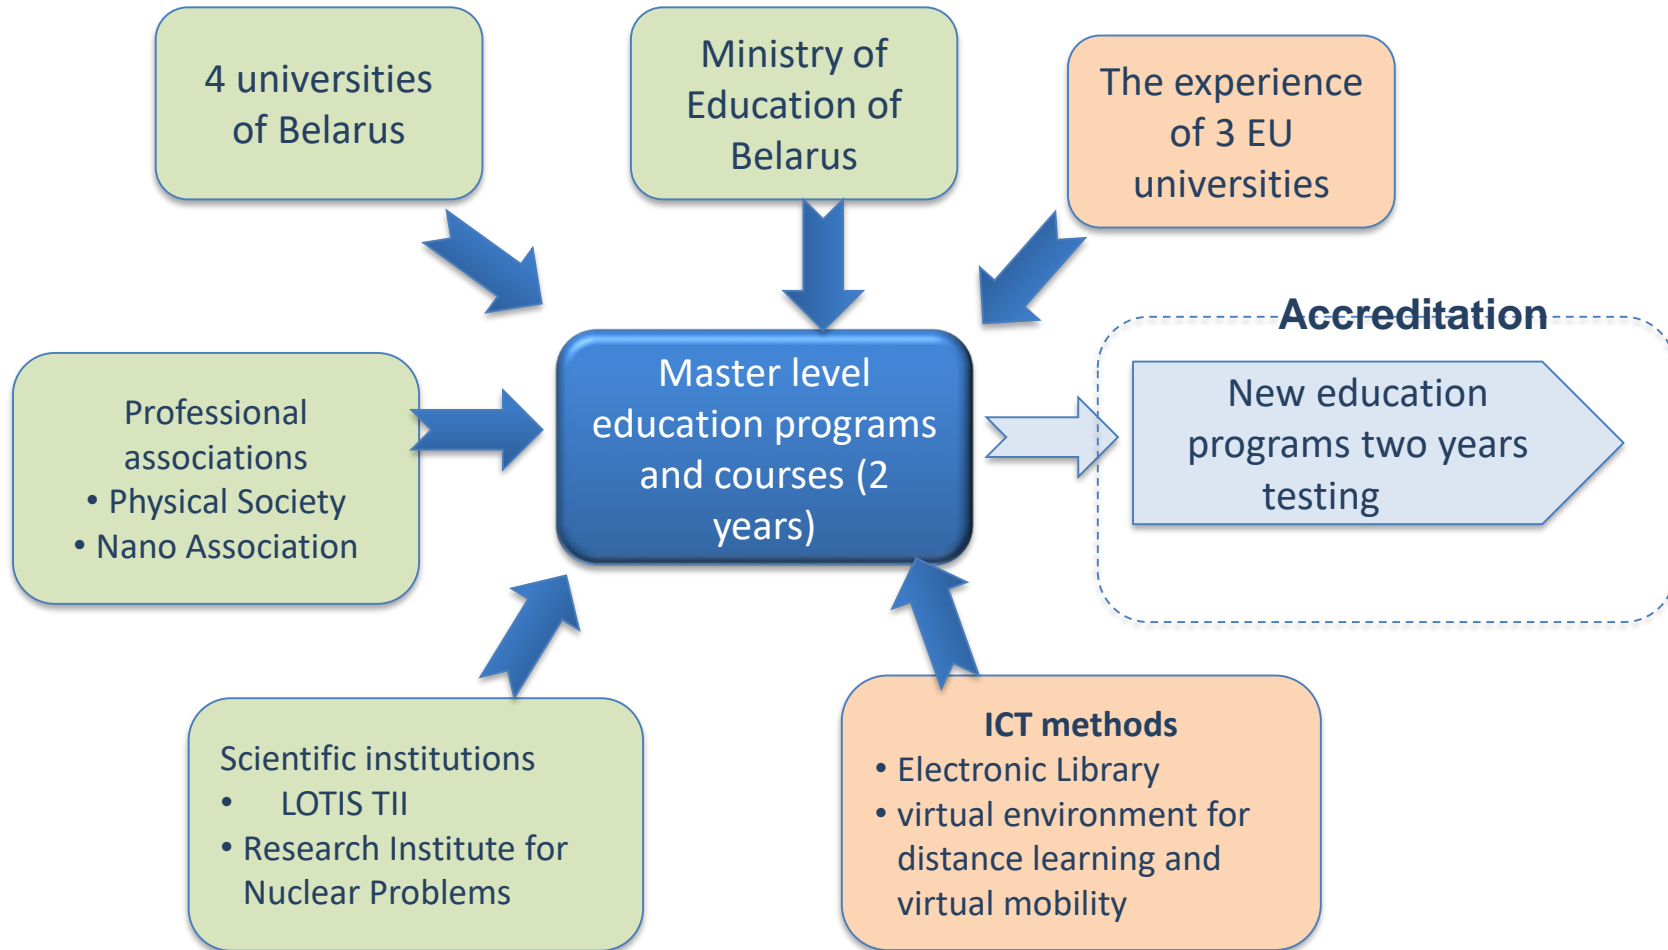 4 universities
of Belarus
Ministry of
Education of
Belarus
The experience
of 3 EU
universities
Professional
associations
• Physical Society
• Nano Association
Master level
education programs
and courses (2
years)
Accreditation
New education
programs two years
testing
Scientific institutions
• LOTIS TII
• Research Institute for
Nuclear Problems
ICT methods
• Electronic Library
• virtual environment for
distance learning and
virtual mobility